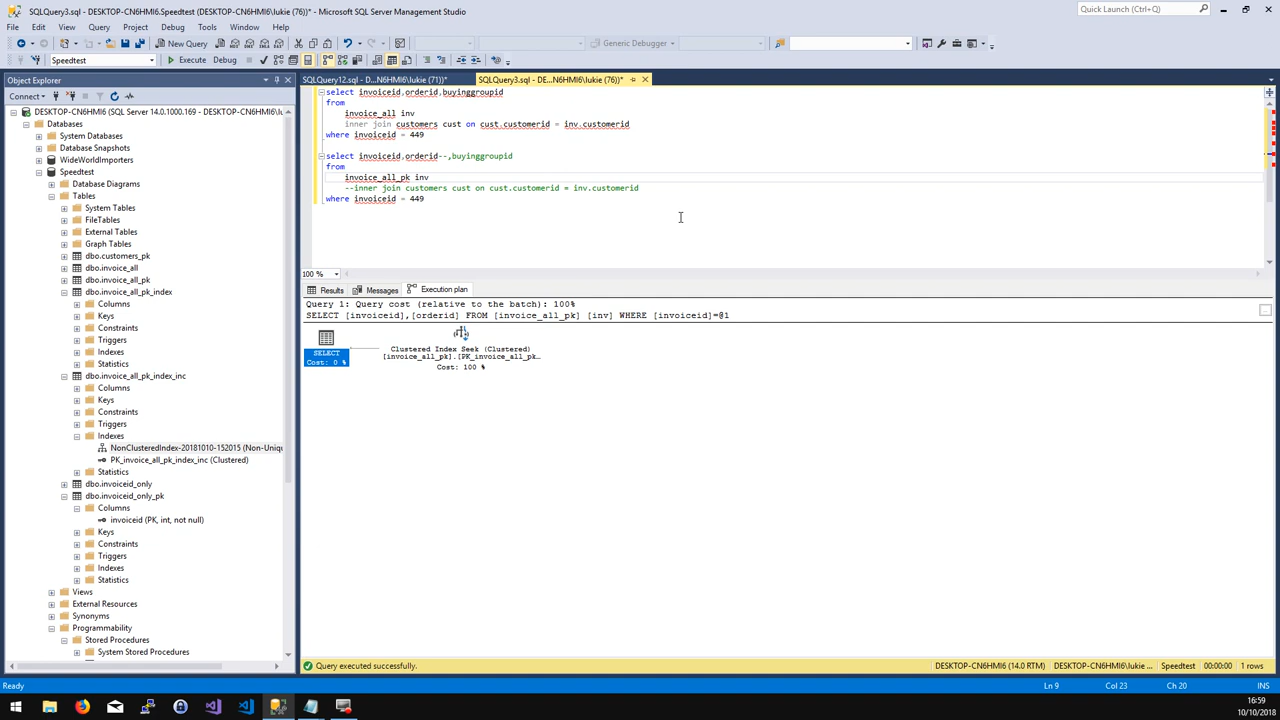 SQLQuery3.sql - DESKTOP-CN6HMI6.Speedtest (DESKTOP-CN6HMI6\lukie (76))* - Microsoft SQL Server Management Studio
Quick Launch (Ctrl+Q)
File Edit View Query Project Debug Tools Window Help
New Query
Generic Debugger
Speedtest
Execute Debug
Object Explorer
SQLQuery12.sql - D...N6HMI6\lukie (71))*
SQLQuery3.sql - DE...N6HMI6\lukie (76))*
Connect
DESKTOP-CN6HMI6 (SQL Server 14.0.1000.169 - DESKTOP-CN6HMI6\lu
Databases
System Databases
Database Snapshots
WideWorldImporters
Speedtest
Database Diagrams
Tables
System Tables
FileTables
External Tables
Graph Tables
dbo.customers_pk
dbo.invoice_all
dbo.invoice_all_pk
dbo.invoice_all_pk_index
Columns
Keys
Constraints
Triggers
Indexes
Statistics
dbo.invoice_all_pk_index_inc
Columns
Keys
Constraints
Triggers
Indexes
NonClusteredIndex-20181010-152015 (Non-Uniqu
PK_invoice_all_pk_index_inc (Clustered)
Statistics
dbo.invoiceid_only
dbo.invoiceid_only_pk
Columns
invoiceid (PK, int, not null)
Keys
Constraints
Triggers
Indexes
Statistics
Views
External Resources
Synonyms
Programmability
Stored Procedures
System Stored Procedures
select invoiceid,orderid,buyinggroupid
from
invoice_all inv
inner join customers cust on cust.customerid = inv.customerid
where invoiceid = 449
select invoiceid,orderid--,buyinggroupid
from
invoice_all_pk inv
--inner join customers cust on cust.customerid = inv.customerid
where invoiceid = 449
100 %
Results Messages Execution plan
Query 1: Query cost (relative to the batch): 100%
SELECT [invoiceid],[orderid] FROM [invoice_all_pk] [inv] WHERE [invoiceid]=@1
SELECT
Cost: 0 %
Clustered Index Seek (Clustered)
[invoice_all_pk].[PK_invoice_all_pk…
Cost: 100 %
Query executed successfully.
DESKTOP-CN6HMI6 (14.0 RTM) DESKTOP-CN6HMI6\lukie ... Speedtest 00:00:00 1 rows
Ready
Ln 9 Col 23 Ch 20 INS
16:59
10/10/2018